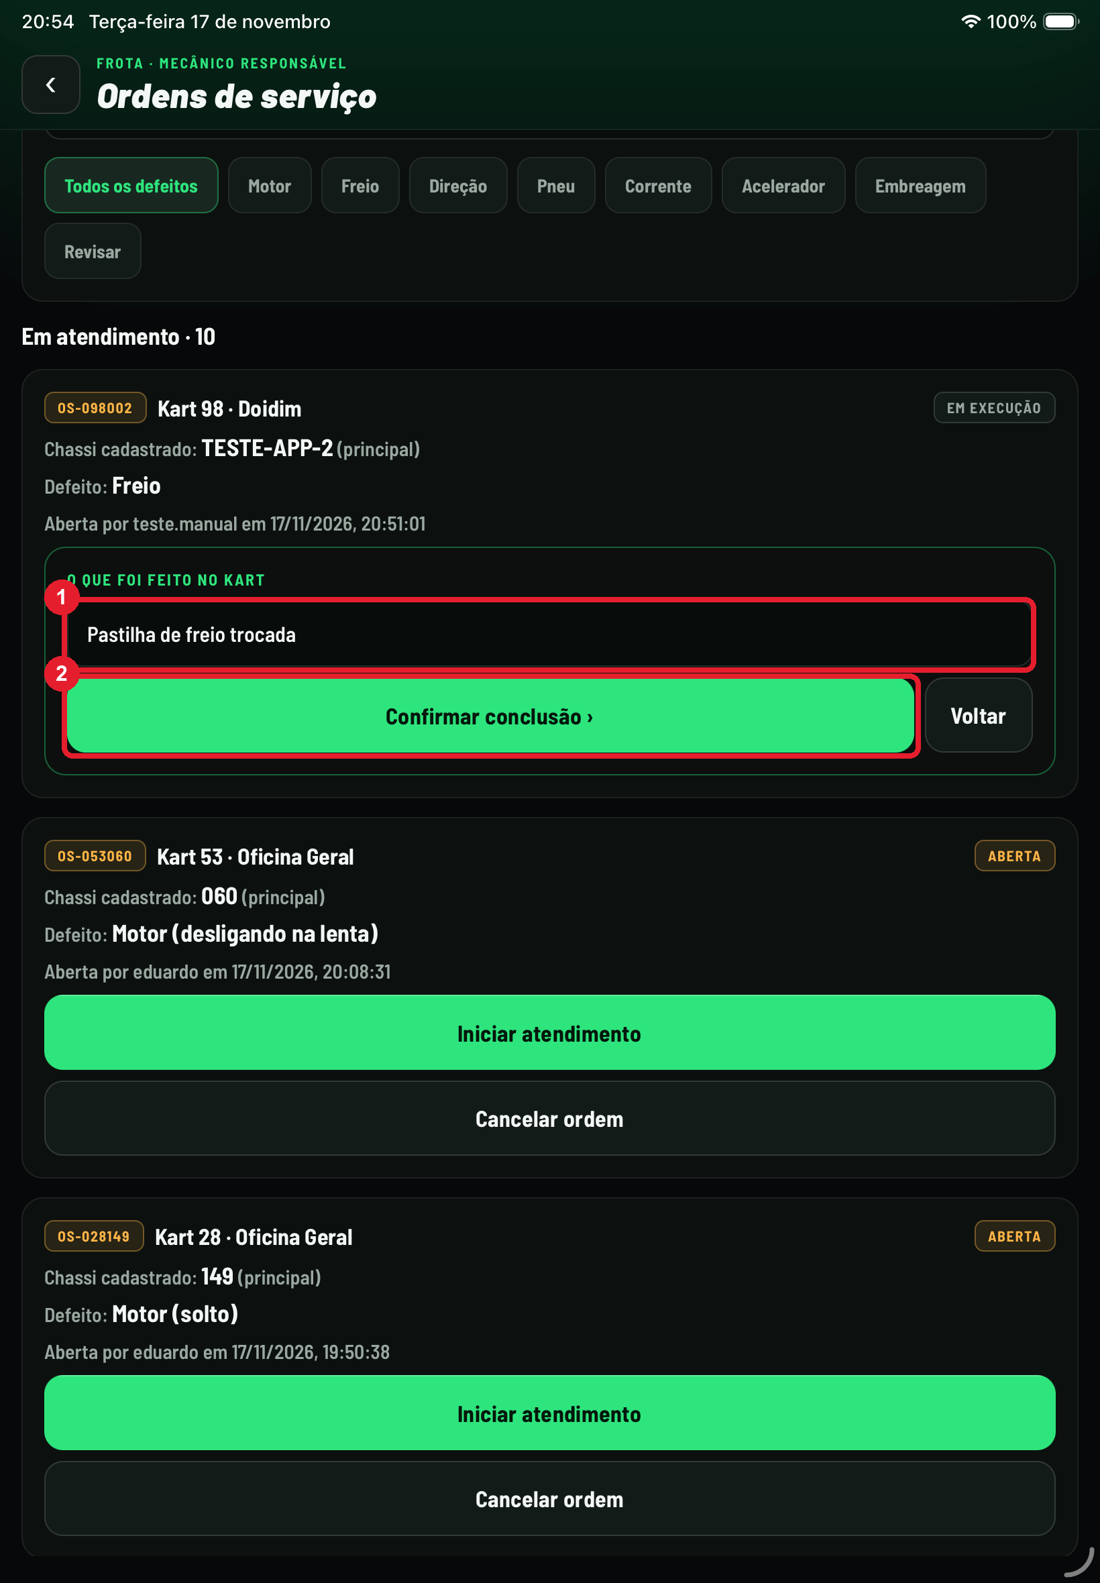 20:54 Terça-feira 17 de novembro 100%
FROTA · MECÂNICO RESPONSÁVEL
Ordens de serviço
Todos os defeitos Motor Freio Direção Pneu Corrente Acelerador Embreagem
Revisar
Em atendimento · 10
OS-098002 Kart 98 · Doidim EM EXECUÇÃO
Chassi cadastrado: TESTE-APP-2 (principal)
Defeito: Freio
Aberta por teste.manual em 17/11/2026, 20:51:01
O QUE FOI FEITO NO KART
1
Pastilha de freio trocada
2
Confirmar conclusão › Voltar
OS-053060 Kart 53 · Oficina Geral ABERTA
Chassi cadastrado: 060 (principal)
Defeito: Motor (desligando na lenta)
Aberta por eduardo em 17/11/2026, 20:08:31
Iniciar atendimento
Cancelar ordem
OS-028149 Kart 28 · Oficina Geral ABERTA
Chassi cadastrado: 149 (principal)
Defeito: Motor (solto)
Aberta por eduardo em 17/11/2026, 19:50:38
Iniciar atendimento
Cancelar ordem